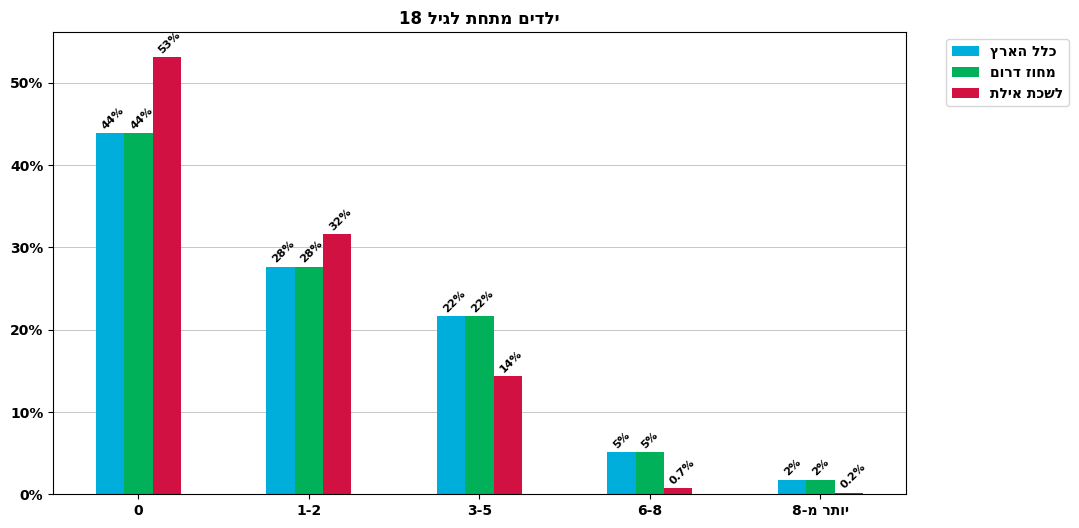 ילדים מתחת לגיל 18
כלל הארץ
מחוז דרום
לשכת אילת
50%
40%
30%
20%
10%
0%
44% 44% 53%
28% 28% 32%
22% 22% 14%
5% 5% 0.7%
2% 2% 0.2%
0 1-2 3-5 6-8 יותר מ-8